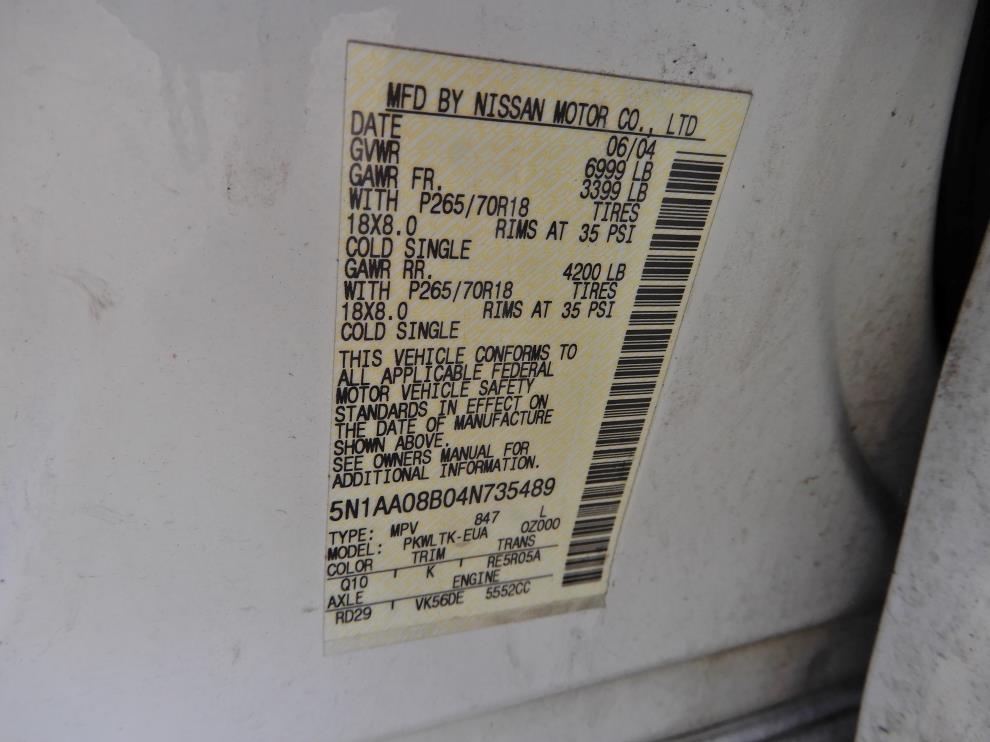 MFD BY NISSAN MOTOR CO., LTD
DATE 06/04
GVWR 6999 LB
GAWR FR. 3399 LB
WITH P265/70R18 TIRES
18X8.0 RIMS AT 35 PSI
COLD SINGLE
GAWR RR. 4200 LB
WITH P265/70R18 TIRES
18X8.0 RIMS AT 35 PSI
COLD SINGLE
THIS VEHICLE CONFORMS TO
ALL APPLICABLE FEDERAL
MOTOR VEHICLE SAFETY
STANDARDS IN EFFECT ON
THE DATE OF MANUFACTURE
SHOWN ABOVE.
SEE OWNERS MANUAL FOR
ADDITIONAL INFORMATION.
5N1AA08B04N735489
TYPE: MPV 847 L
MODEL: PKWLTK-EUA 0Z000
COLOR TRIM TRANS
Q10 K RE5R05A
AXLE ENGINE
RD29 VK56DE 5552CC